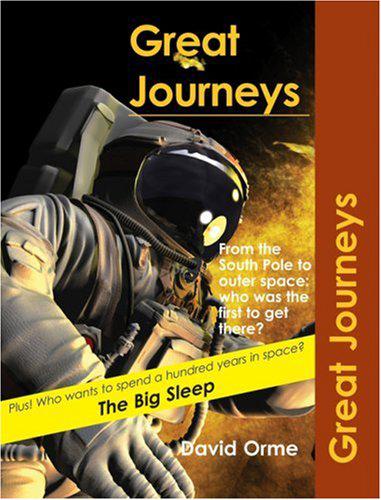 Great
Journeys
From the
South Pole to
outer space:
who was the
first to get
there?
Plus! Who wants to spend a hundred years in space?
The Big Sleep
David Orme
Great Journeys